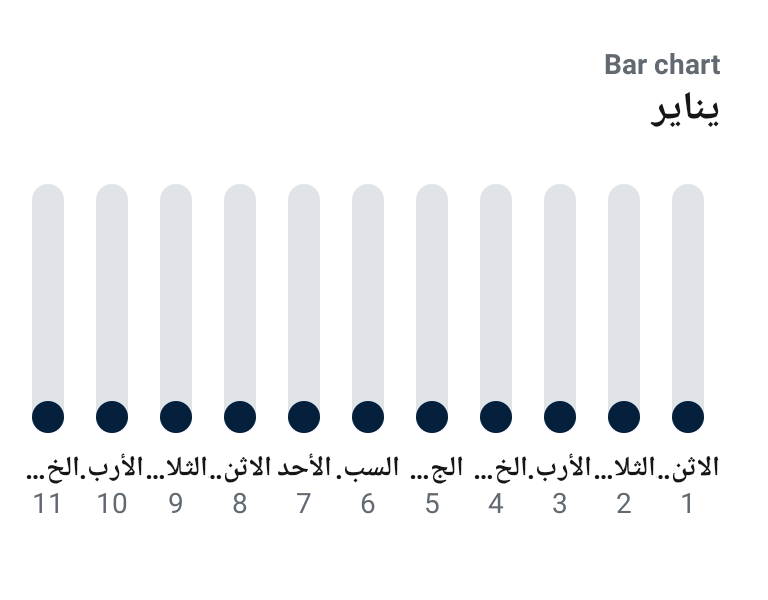 Bar chart
يناير
الاثن.. الثلا... الأرب. الخ... الج... السب. الأحد الاثن.. الثلا... الأرب. الخ...
1 2 3 4 5 6 7 8 9 10 11